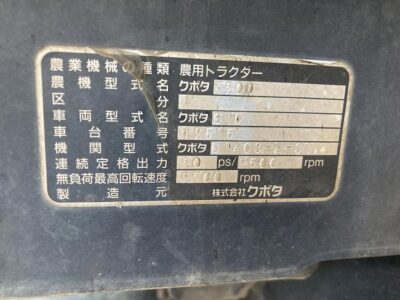 農業機械の種類 農用トラクター
農機型式名 クボタ
区分
車両型式名 クボタ
車台番号
機関型式名 クボタ
連続定格出力 20 ps/2500 rpm
無負荷最高回転速度 rpm
製造元 株式会社クボタ